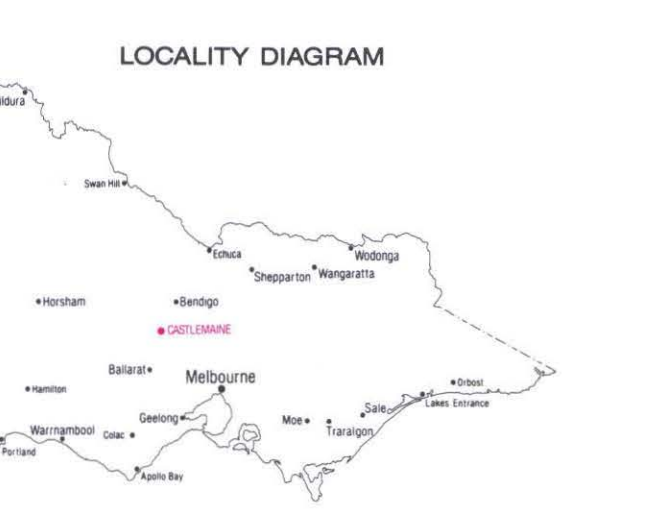 LOCALITY DIAGRAM
ildura
Swan Hill
Echuca
Wodonga
Shepparton
Wangaratta
Horsham
Bendigo
CASTLEMAINE
Ballarat
Melbourne
Hamilton
Orbost
Lakes Entrance
Sale
Geelong
Moe
Traralgon
Warrnambool
Colac
Portland
Apollo Bay